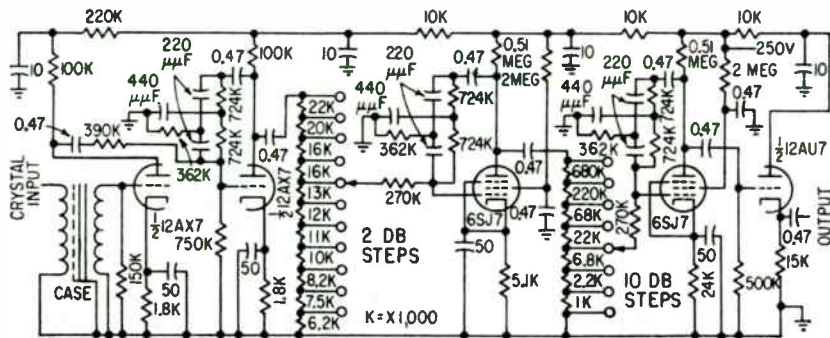 220K
10K
10K
10K
10
100K
440
μμF
220
μμF
0.47
100K
724K
724K
0.47
390K
362K
0.47
10
220
μμF
440
μμF
0.47
0.51
MEG
2MEG
724K
724K
362K
0.47
10
220
μμF
440
μμF
0.47
0.51
MEG
250V
2 MEG
10
724K
724K
362K
0.47
0.47
CRYSTAL
INPUT
CASE
150K
½12AX7
1.8K
50
750K
½12AX7
50
1.8K
22K
20K
16K
16K
13K
12K
11K
10K
8.2K
7.5K
6.2K
2 DB
STEPS
K=X1,000
270K
6SJ7
50
5.1K
0.47
680K
220K
68K
22K
6.8K
2.2K
1K
10 DB
STEPS
270K
6SJ7
24K
50
500K
½12AU7
0.47
15K
OUTPUT